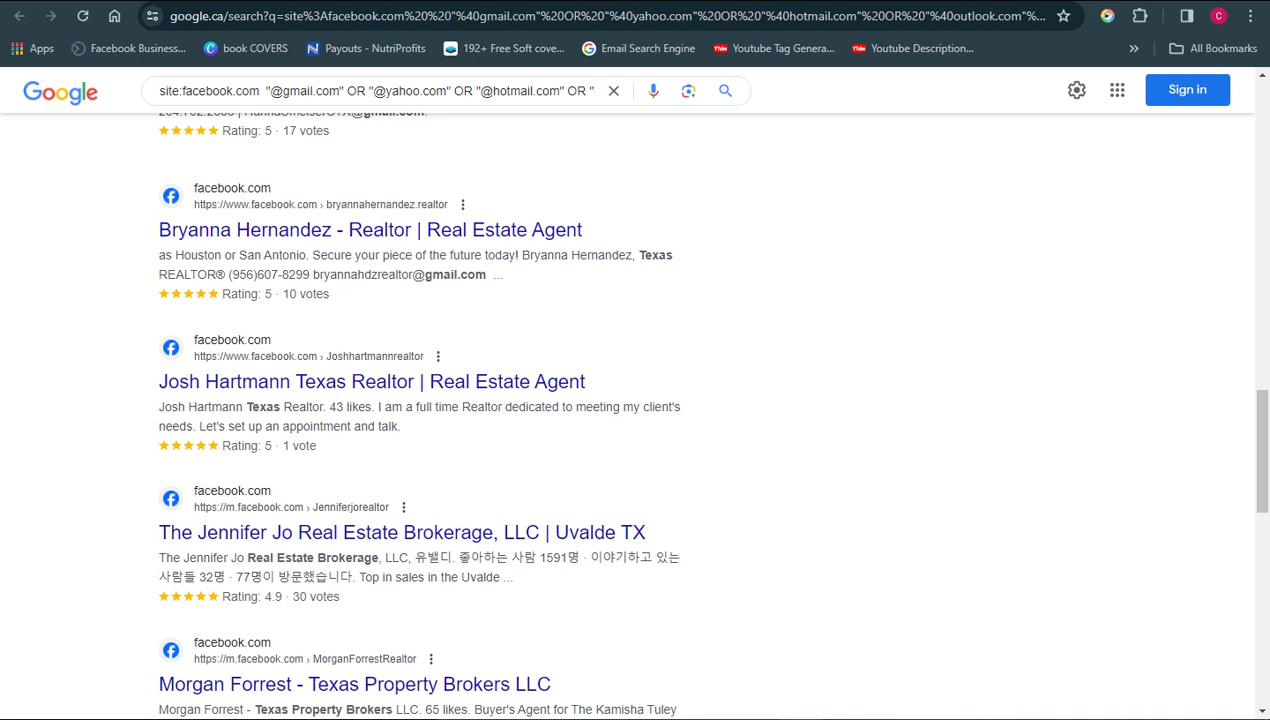 google.ca/search?q=site%3Afacebook.com%20%20"%40gmail.com"%20OR%20"%40yahoo.com"%20OR%20"%40hotmail.com"%20OR%20"%40outlook.com"%...
C
Apps
Facebook Business...
book COVERS
Payouts - NutriProfits
192+ Free Soft cove...
Email Search Engine
Youtube Tag Genera...
Youtube Description...
»
All Bookmarks
Google
site:facebook.com "@gmail.com" OR "@yahoo.com" OR "@hotmail.com" OR "
Sign in
Rating: 5 · 17 votes
facebook.com
https://www.facebook.com › bryannahernandez.realtor
Bryanna Hernandez - Realtor | Real Estate Agent
as Houston or San Antonio. Secure your piece of the future today! Bryanna Hernandez, Texas
REALTOR® (956)607-8299 bryannahdzrealtor@gmail.com ...
Rating: 5 · 10 votes
facebook.com
https://www.facebook.com › Joshhartmannrealtor
Josh Hartmann Texas Realtor | Real Estate Agent
Josh Hartmann Texas Realtor. 43 likes. I am a full time Realtor dedicated to meeting my client's
needs. Let's set up an appointment and talk.
Rating: 5 · 1 vote
facebook.com
https://m.facebook.com › Jenniferjorealtor
The Jennifer Jo Real Estate Brokerage, LLC | Uvalde TX
The Jennifer Jo Real Estate Brokerage, LLC, 유밸디. 좋아하는 사람 1591명 · 이야기하고 있는
사람들 32명 · 77명이 방문했습니다. Top in sales in the Uvalde ...
Rating: 4.9 · 30 votes
facebook.com
https://m.facebook.com › MorganForrestRealtor
Morgan Forrest - Texas Property Brokers LLC
Morgan Forrest - Texas Property Brokers LLC. 65 likes. Buyer's Agent for The Kamisha Tuley